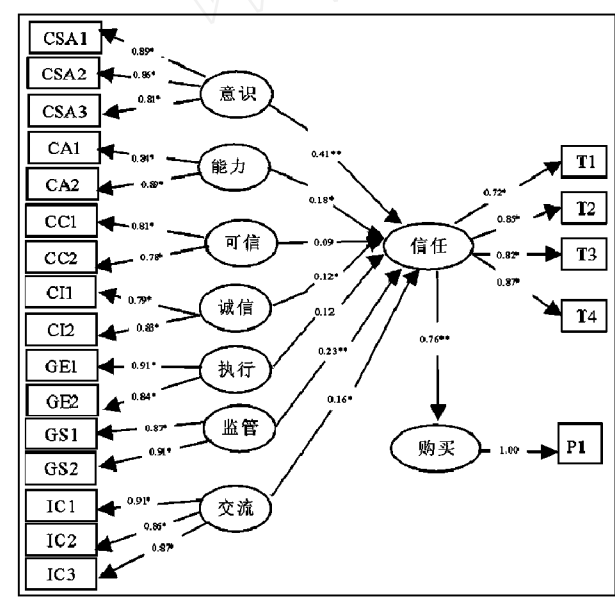 CSA1
0.89*
CSA2
0.86*
CSA3
0.81*
意识
0.41**
CA1
0.84*
CA2
0.89*
能力
0.18*
CC1
0.81*
CC2
0.78*
可信
0.09
CI1
0.79*
CI2
0.83*
诚信
0.12*
GE1
0.91*
GE2
0.84*
执行
0.12
GS1
0.87*
GS2
0.91*
监管
0.23**
IC1
0.91*
IC2
0.86*
IC3
0.87*
交流
0.16*
信任
0.72*
T1
0.85*
T2
0.82*
T3
0.87*
T4
0.76**
购买
1.00
P1